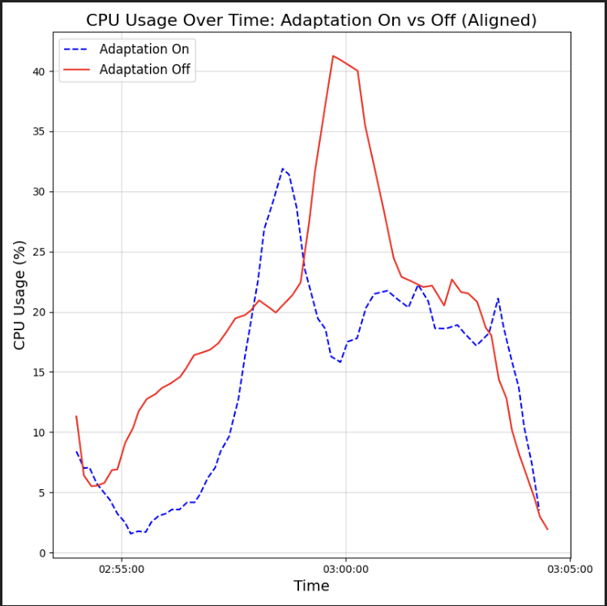 CPU Usage Over Time: Adaptation On vs Off (Aligned)
Adaptation On
Adaptation Off
40
35
30
25
20
15
10
5
0
CPU Usage (%)
02:55:00
03:00:00
03:05:00
Time